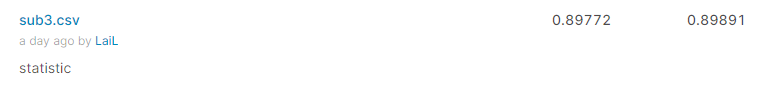 sub3.csv 0.89772 0.89891
a day ago by LaiL
statistic